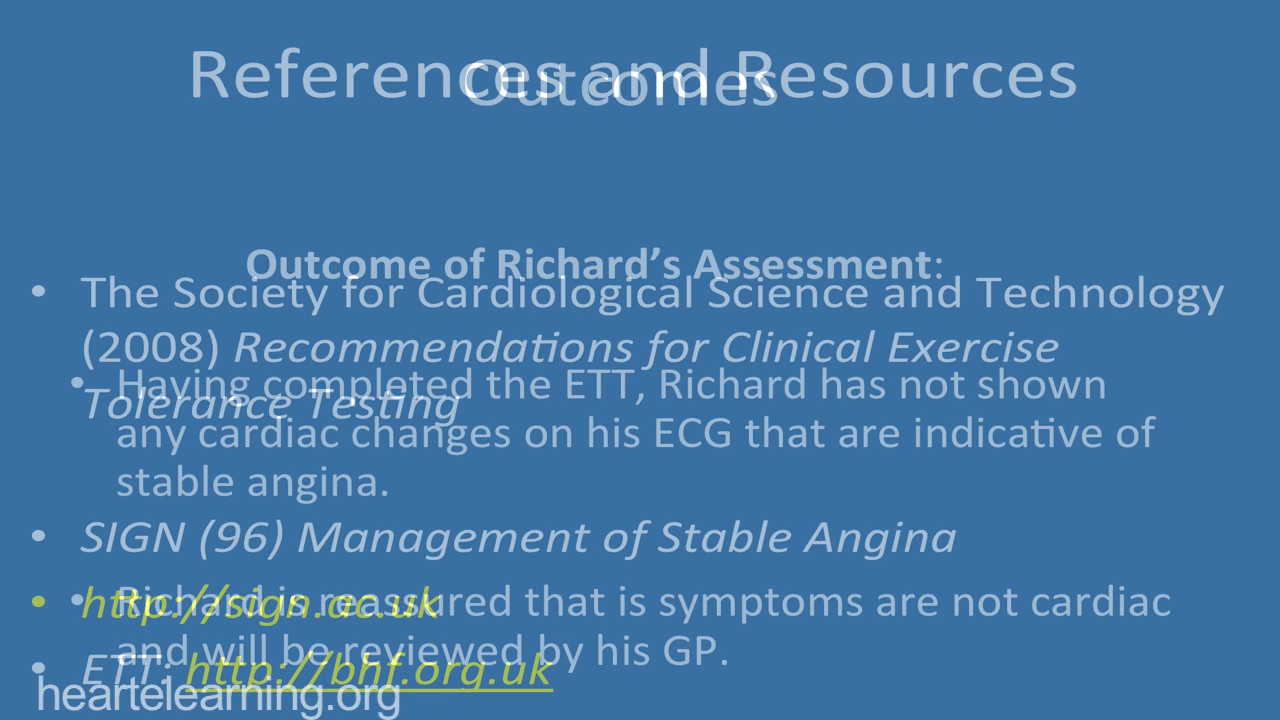 References and Resources
Outcomes
Outcome of Richard's Assessment:
• The Society for Cardiological Science and Technology
(2008) Recommendations for Clinical Exercise
Tolerance Testing
• Having completed the ETT, Richard has not shown
any cardiac changes on his ECG that are indicative of
stable angina.
• SIGN (96) Management of Stable Angina
• http://sign.ac.uk
• Richard is reassured that is symptoms are not cardiac
and will be reviewed by his GP.
• ETT: http://bhf.org.uk
heartelearning.org